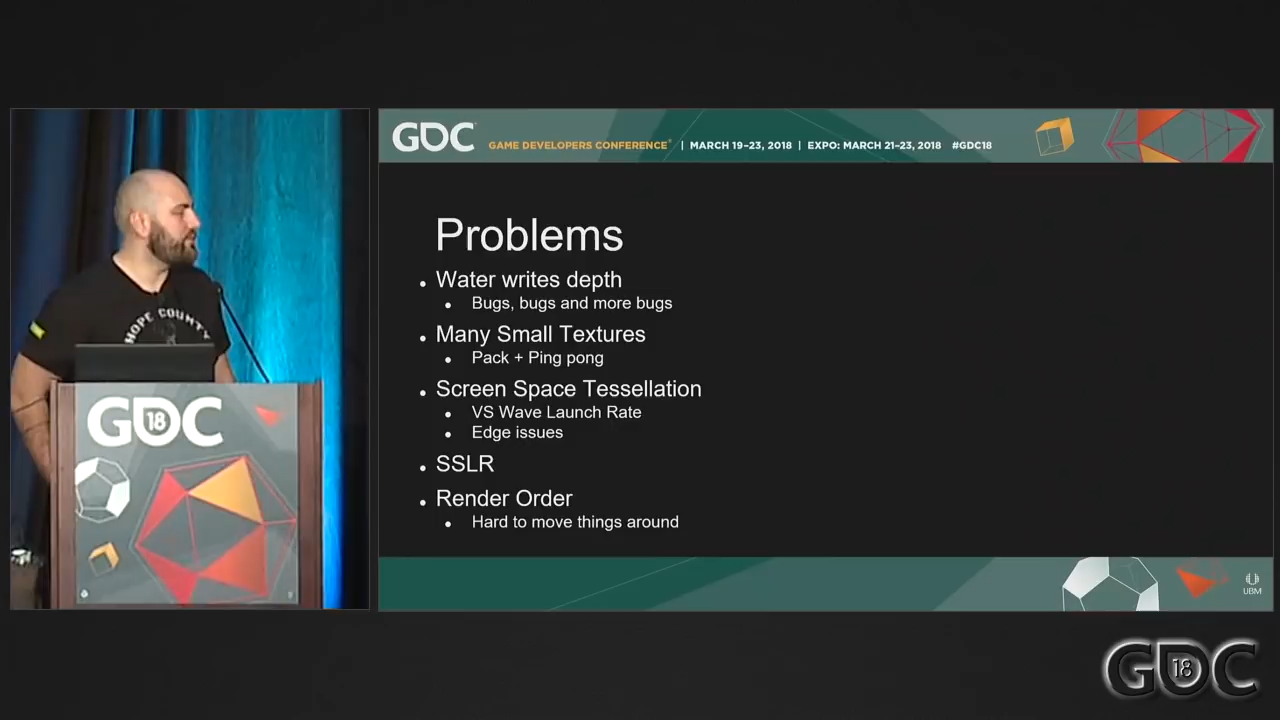 GDC
GAME DEVELOPERS CONFERENCE | MARCH 19–23, 2018 | EXPO: MARCH 21–23, 2018 #GDC18
Problems
Water writes depth
Bugs, bugs and more bugs
Many Small Textures
Pack + Ping pong
Screen Space Tessellation
VS Wave Launch Rate
Edge issues
SSLR
Render Order
Hard to move things around
UBM
HOPE COUNTY
GDC 18
GDC 18